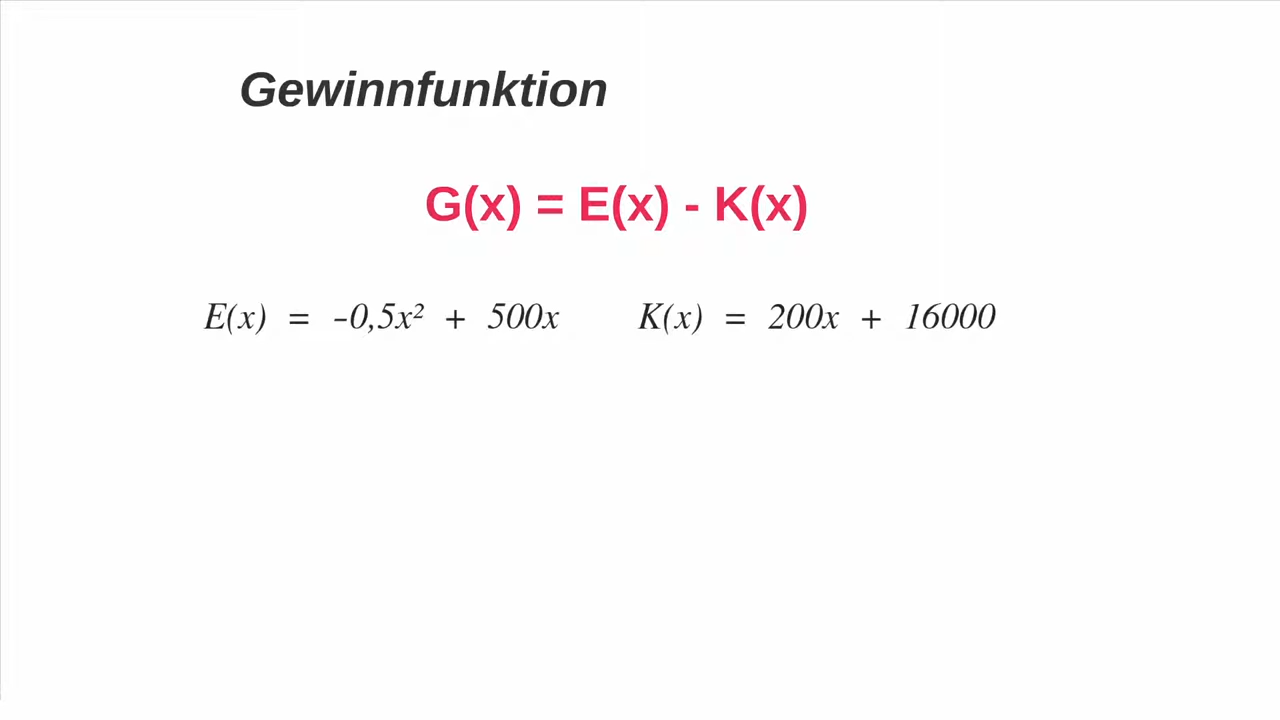 Gewinnfunktion
G(x) = E(x) - K(x)
E(x) = -0,5x² + 500x K(x) = 200x + 16000